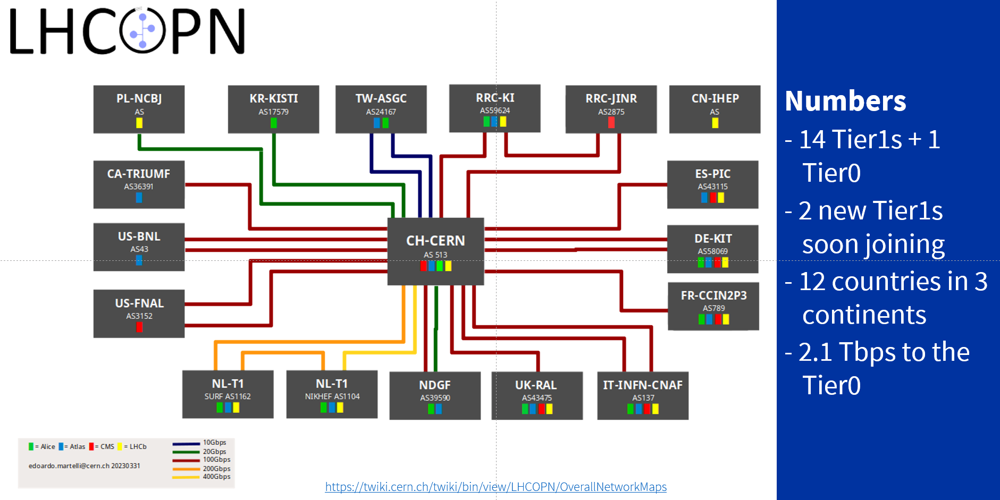 LHCOPN
PL-NCBJ
AS
KR-KISTI
AS17579
TW-ASGC
AS24167
RRC-KI
AS59624
RRC-JINR
AS2875
CN-IHEP
AS
CA-TRIUMF
AS36391
ES-PIC
AS43115
US-BNL
AS43
CH-CERN
AS 513
DE-KIT
AS58069
US-FNAL
AS3152
FR-CCIN2P3
AS789
NL-T1
SURF AS1162
NL-T1
NIKHEF AS1104
NDGF
AS39590
UK-RAL
AS43475
IT-INFN-CNAF
AS137
= Alice = Atlas = CMS = LHCb
edoardo.martelli@cern.ch 20230331
10Gbps
20Gbps
100Gbps
200Gbps
400Gbps
https://twiki.cern.ch/twiki/bin/view/LHCOPN/OverallNetworkMaps
Numbers
- 14 Tier1s + 1
Tier0
- 2 new Tier1s
soon joining
- 12 countries in 3
continents
- 2.1 Tbps to the
Tier0